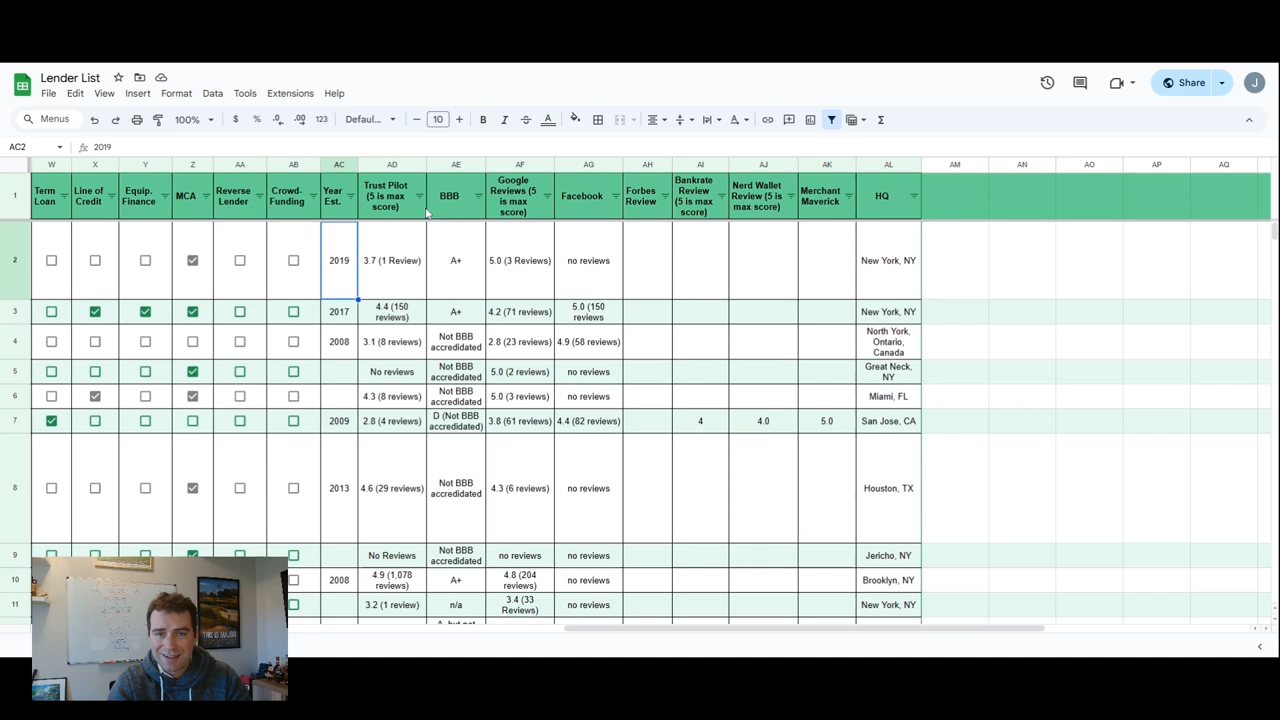 Lender List
File Edit View Insert Format Data Tools Extensions Help
Share
J
Menus 100% $ % .0 .00 123 Defaul... 10 B I A
AC2 2019
W X Y Z AA AB AC AD AE AF AG AH AI AJ AK AL AM AN AO AP AQ
1 Term Loan Line of Credit Equip. Finance MCA Reverse Lender Crowd-Funding Year Est. Trust Pilot (5 is max score) BBB Google Reviews (5 is max score) Facebook Forbes Review Bankrate Review (5 is max score) Nerd Wallet Review (5 is max score) Merchant Maverick HQ
2 2019 3.7 (1 Review) A+ 5.0 (3 Reviews) no reviews New York, NY
3 2017 4.4 (150 reviews) A+ 4.2 (71 reviews) 5.0 (150 reviews New York, NY
4 2008 3.1 (8 reviews) Not BBB accredidated 2.8 (23 reviews) 4.9 (58 reviews) North York, Ontario, Canada
5 No reviews Not BBB accredidated 5.0 (2 reviews) no reviews Great Neck, NY
6 4.3 (8 reviews) Not BBB accredidated 5.0 (3 reviews) no reviews Miami, FL
7 2009 2.8 (4 reviews) D (Not BBB accredidated) 3.8 (61 reviews) 4.4 (82 reviews) 4 4.0 5.0 San Jose, CA
8 2013 4.6 (29 reviews) Not BBB accredidated 4.3 (6 reviews) no reviews Houston, TX
9 No Reviews Not BBB accredidated no reviews no reviews Jericho, NY
10 2008 4.9 (1,078 reviews) A+ 4.8 (204 reviews) no reviews Brooklyn, NY
11 3.2 (1 review) n/a 3.4 (33 Reviews) no reviews New York, NY